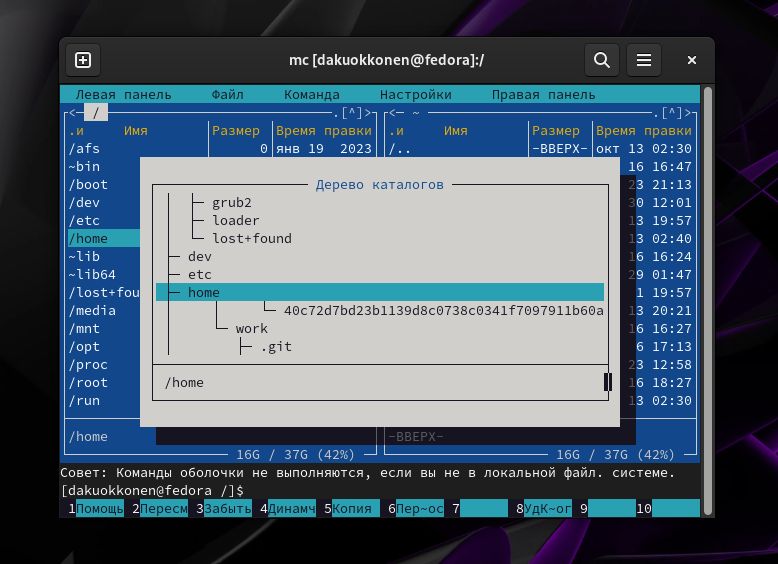 mc [dakuokkonen@fedora]:/
Левая панель Файл Команда Настройки Правая панель
<─ / .[^]> <─ ~ .[^]>
.и Имя Размер Время правки .и Имя Размер Время правки
/afs 0 янв 19 2023 /.. -ВВЕРХ- окт 13 02:30
~bin 16 16:47
/boot 23 21:13
/dev 30 12:01
/etc 13 19:57
/home 13 02:40
~lib 16 16:24
~lib64 29 01:47
/lost+fou 1 19:57
/media 13 20:21
/mnt 16 16:27
/opt 6 17:13
/proc 23 12:58
/root 16 18:27
/run 13 02:30
Дерево каталогов
grub2
loader
lost+found
dev
etc
home
40c72d7bd23b1139d8c0738c0341f7097911b60a
work
.git
/home
/home -ВВЕРХ-
16G / 37G (42%) 16G / 37G (42%)
Совет: Команды оболочки не выполняются, если вы не в локальной файл. системе.
[dakuokkonen@fedora /]$
1Помощь 2Пересм 3Забыть 4Динамч 5Копия 6Пер~ос 7 8УдК~ог 9 10